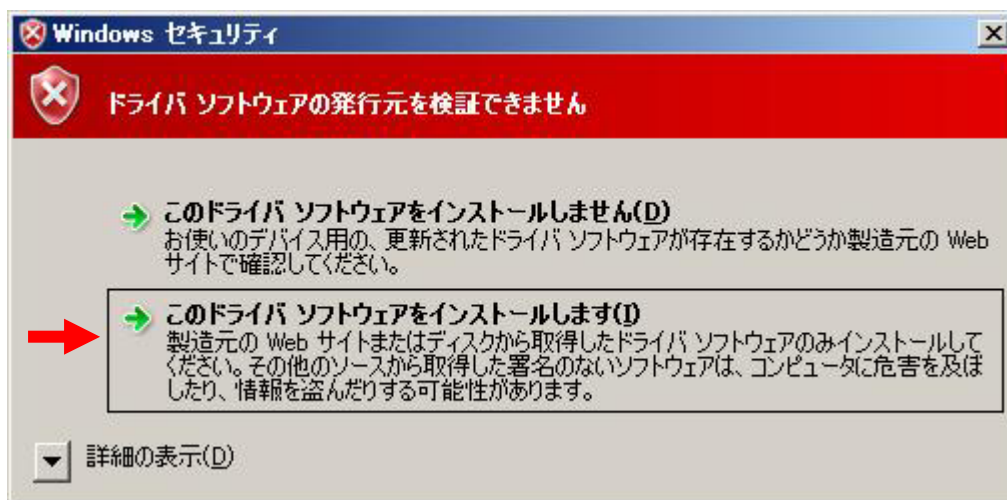 Windows セキュリティ
ドライバ ソフトウェアの発行元を検証できません
このドライバ ソフトウェアをインストールしません(D)
お使いのデバイス用の、更新されたドライバ ソフトウェアが存在するかどうか製造元の Web
サイトで確認してください。
このドライバ ソフトウェアをインストールします(I)
製造元の Web サイトまたはディスクから取得したドライバ ソフトウェアのみインストールして
ください。その他のソースから取得した署名のないソフトウェアは、コンピュータに危害を及ぼ
したり、情報を盗んだりする可能性があります。
詳細の表示(D)